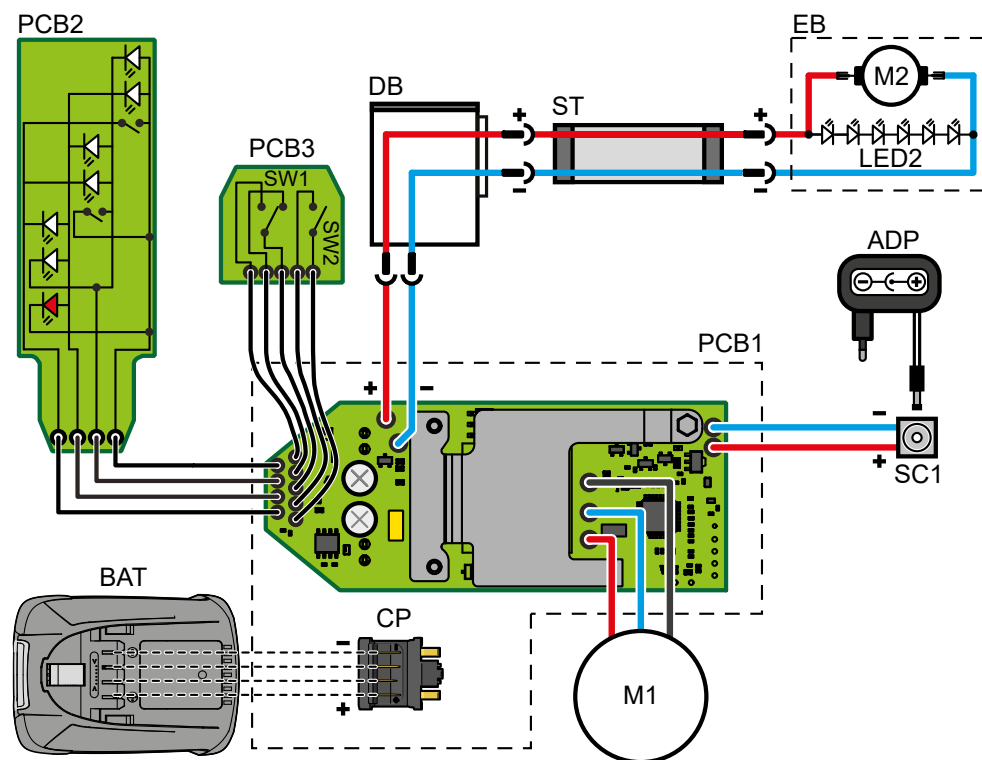 PCB2
EB
M2
DB
ST
+
+
LED2
−
−
PCB3
SW1
SW2
ADP
− +
PCB1
+
−
−
+
SC1
BAT
CP
−
+
M1